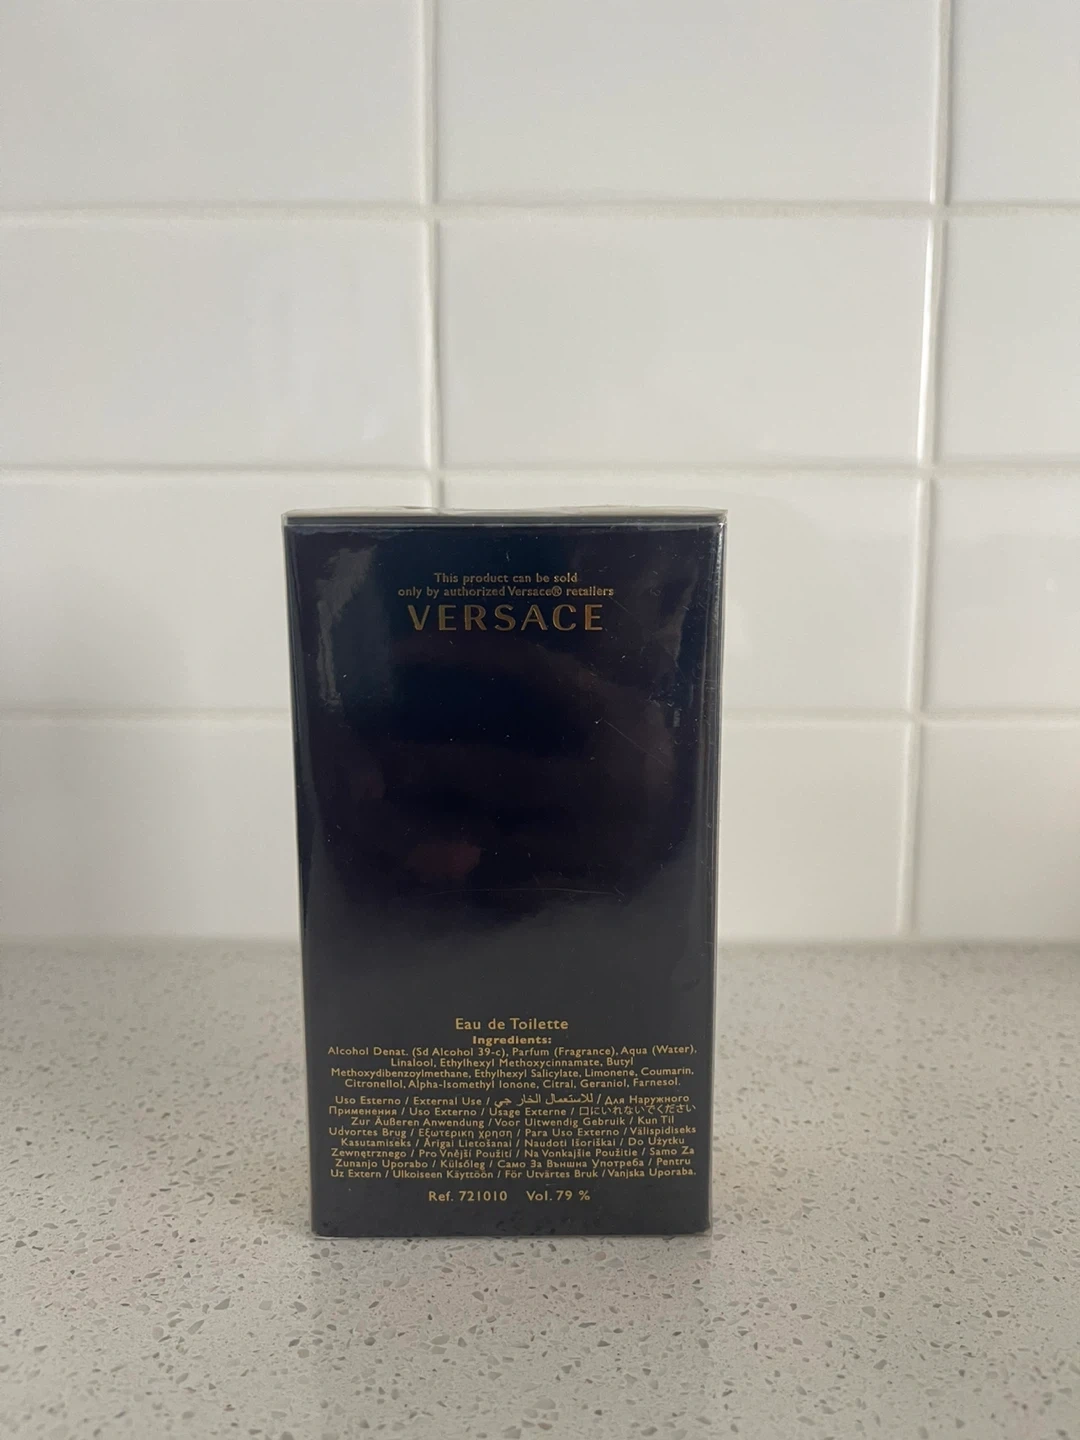 This product can be sold
only by authorized Versace® retailers
VERSACE
Eau de Toilette
Ingredients:
Alcohol Denat. (Sd Alcohol 39-c), Parfum (Fragrance), Aqua (Water),
Linalool, Ethylhexyl Methoxycinnamate, Butyl
Methoxydibenzoylmethane, Ethylhexyl Salicylate, Limonene, Coumarin,
Citronellol, Alpha-Isomethyl Ionone, Citral, Geraniol, Farnesol.
Uso Esterno / External Use / للاستعمال الخار جي / Для Наружного
Применения / Uso Externo / Usage Externe / 口にいれないでください
Zur Äußeren Anwendung / Voor Uitwendig Gebruik / Kun Til
Udvortes Brug / Εξωτερικη χρηση / Para Uso Externo / Välispidiseks
Kasutamiseks / Ārīgai Lietošanai / Naudoti Išoriškai / Do Użytku
Zewnętrznego / Pro Vnější Použití / Na Vonkajšie Použitie / Samo Za
Zunanjo Uporabo / Külsőleg / Само За Външна Употреба / Pentru
Uz Extern / Ulkoiseen Käyttöön / För Utvärtes Bruk / Vanjska Uporaba.
Ref. 721010 Vol. 79 %